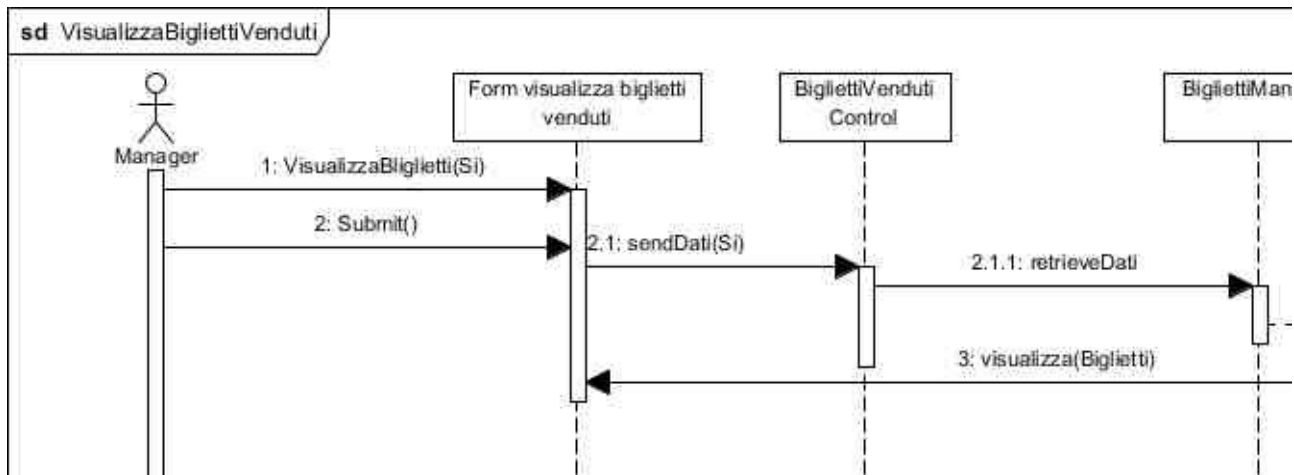 sd VisualizzaBigliettiVenduti
Form visualizza biglietti
venduti
BigliettiVenduti
Control
BigliettiMan
Manager
1: VisualizzaBliglietti(Si)
2: Submit()
2.1: sendDati(Si)
2.1.1: retrieveDati
3: visualizza(Biglietti)